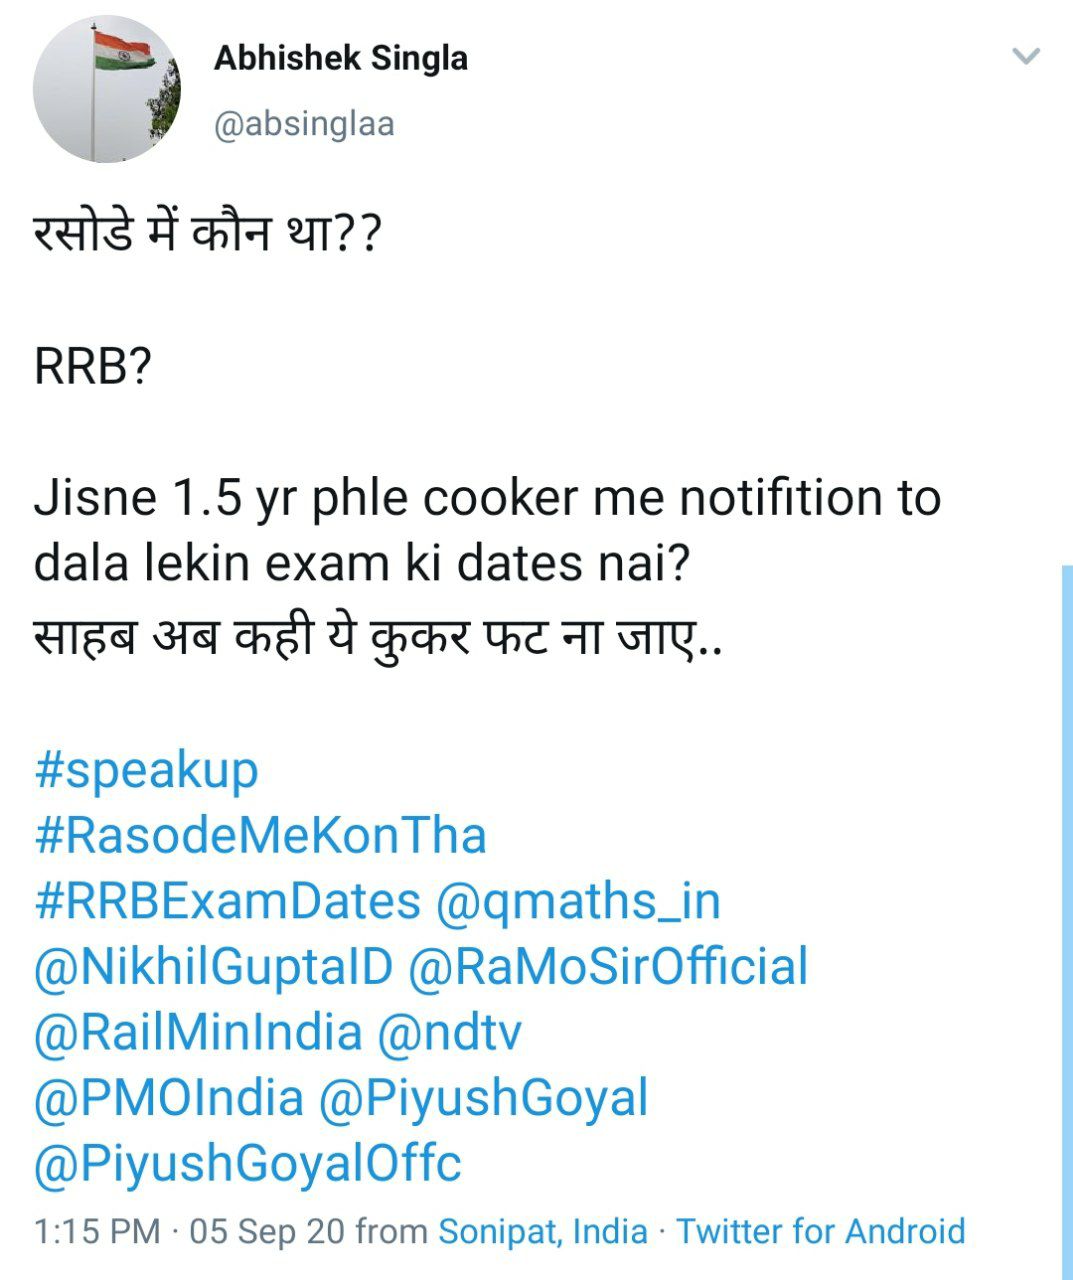 Abhishek Singla
@absinglaa
रसोडे में कौन था??
RRB?
Jisne 1.5 yr phle cooker me notifition to
dala lekin exam ki dates nai?
साहब अब कही ये कुकर फट ना जाए..
#speakup
#RasodeMeKonTha
#RRBExamDates @qmaths_in
@NikhilGuptaID @RaMoSirOfficial
@RailMinIndia @ndtv
@PMOIndia @PiyushGoyal
@PiyushGoyalOffc
1:15 PM · 05 Sep 20 from Sonipat, India · Twitter for Android